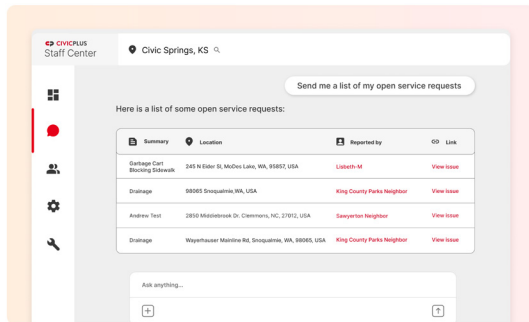 CIVICPLUS
Staff Center
Civic Springs, KS
Send me a list of my open service requests
Here is a list of some open service requests:
Summary Location Reported by Link
Garbage Cart
Blocking Sidewalk
245 N Eider Sl, MoDes Lake, WA, 95857, USA Lisbeth-M View issue
Drainage 98065 Snoqualmie,WA, USA King County Parks Neighbor View issue
Andrew Test 2850 Middlebrook Dr. Clemmens, NC, 27012, USA Sawyerton Neighbor View issue
Drainage Wayerhauser Mainline Rd, Snoqualmie, WA, 98065, USA King County Parks Neighbor View issue
Ask anything...